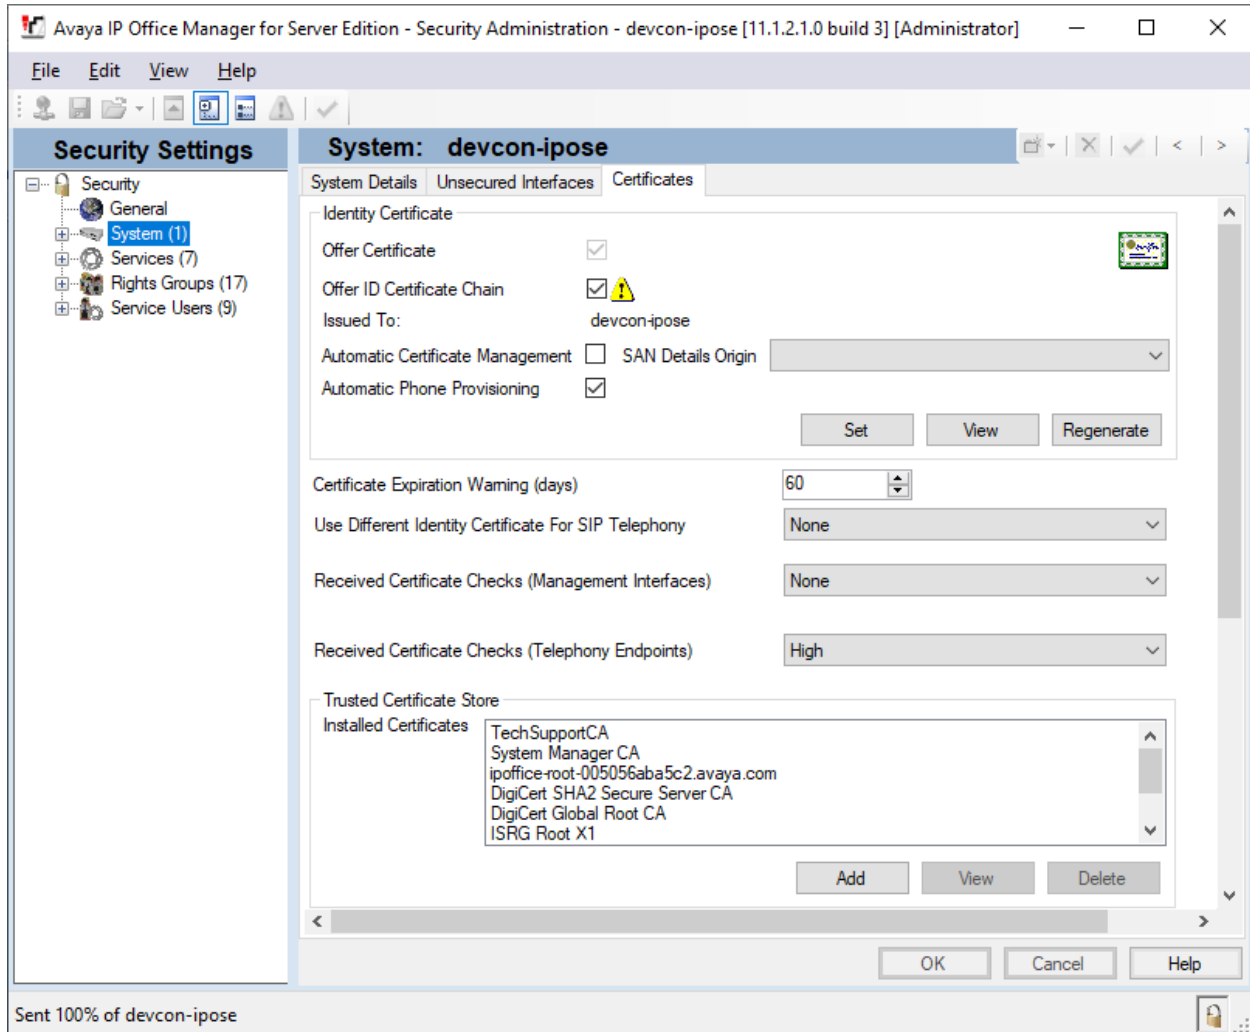 Avaya IP Office Manager for Server Edition - Security Administration - devcon-ipose [11.1.2.1.0 build 3] [Administrator]
File Edit View Help
Security Settings
System: devcon-ipose
Security
General
System (1)
Services (7)
Rights Groups (17)
Service Users (9)
System Details Unsecured Interfaces Certificates
Identity Certificate
Offer Certificate
Offer ID Certificate Chain
Issued To: devcon-ipose
Automatic Certificate Management SAN Details Origin
Automatic Phone Provisioning
Set View Regenerate
Certificate Expiration Warning (days) 60
Use Different Identity Certificate For SIP Telephony None
Received Certificate Checks (Management Interfaces) None
Received Certificate Checks (Telephony Endpoints) High
Trusted Certificate Store
Installed Certificates
TechSupportCA
System Manager CA
ipoffice-root-005056aba5c2.avaya.com
DigiCert SHA2 Secure Server CA
DigiCert Global Root CA
ISRG Root X1
Add View Delete
OK Cancel Help
Sent 100% of devcon-ipose